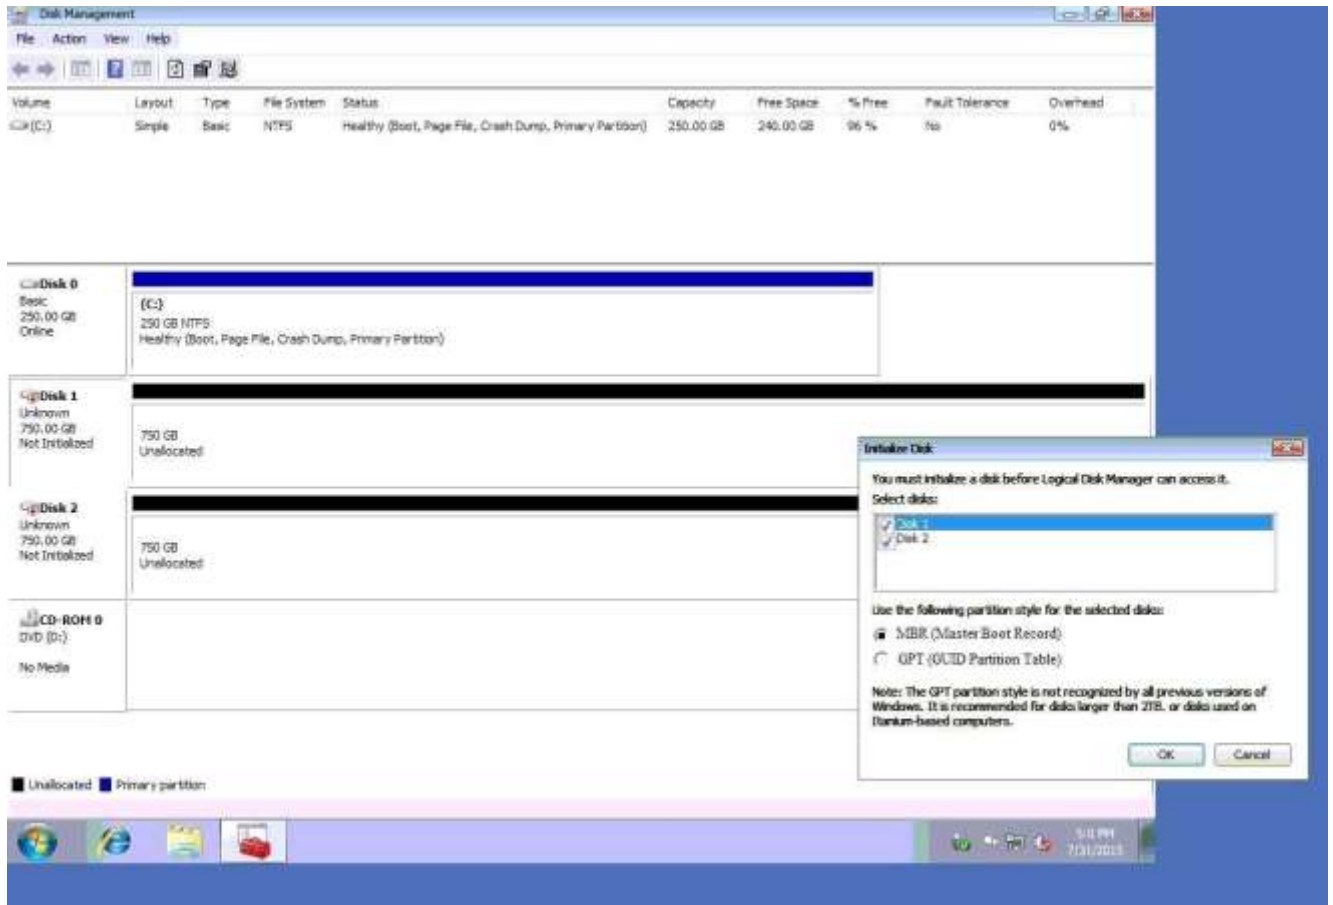 Disk Management
File Action View Help
Volume Layout Type File System Status Capacity Free Space % Free Fault Tolerance Overhead
(C:) Simple Basic NTFS Healthy (Boot, Page File, Crash Dump, Primary Partition) 250.00 GB 240.00 GB 96 % No 0%
Disk 0
Basic
250.00 GB
Online
(C:)
250 GB NTFS
Healthy (Boot, Page File, Crash Dump, Primary Partition)
Disk 1
Unknown
750.00 GB
Not Initialized
750 GB
Unallocated
Disk 2
Unknown
750.00 GB
Not Initialized
750 GB
Unallocated
CD-ROM 0
DVD (D:)
No Media
Unallocated Primary partition
Initialize Disk
You must initialize a disk before Logical Disk Manager can access it.
Select disks:
Disk 1
Disk 2
Use the following partition style for the selected disks:
MBR (Master Boot Record)
GPT (GUID Partition Table)
Note: The GPT partition style is not recognized by all previous versions of
Windows. It is recommended for disks larger than 2TB. or disks used on
Itanium-based computers.
OK Cancel
PM